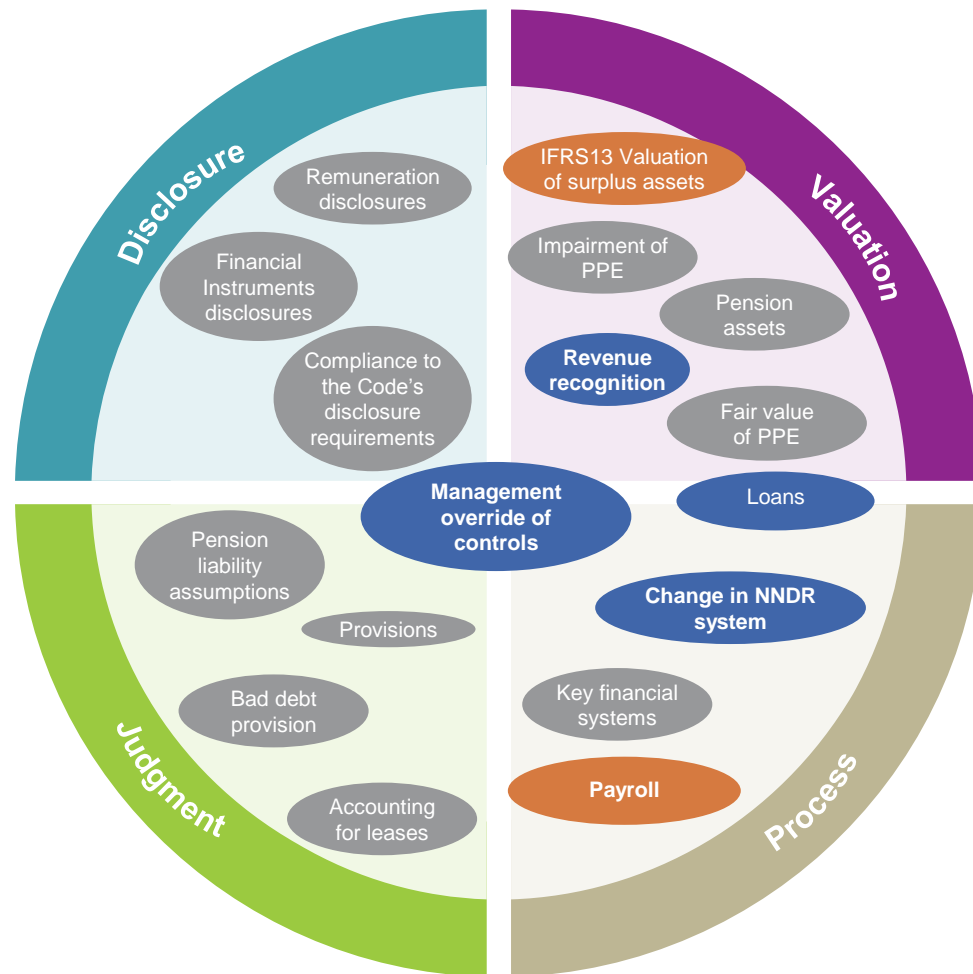 Disclosure
Remuneration
disclosures
Financial
Instruments
disclosures
Compliance to
the Code’s
disclosure
requirements
Valuation
IFRS13 Valuation
of surplus assets
Impairment of
PPE
Pension
assets
Revenue
recognition
Fair value
of PPE
Management
override of
controls
Loans
Judgment
Pension
liability
assumptions
Provisions
Bad debt
provision
Accounting
for leases
Process
Change in NNDR
system
Key financial
systems
Payroll